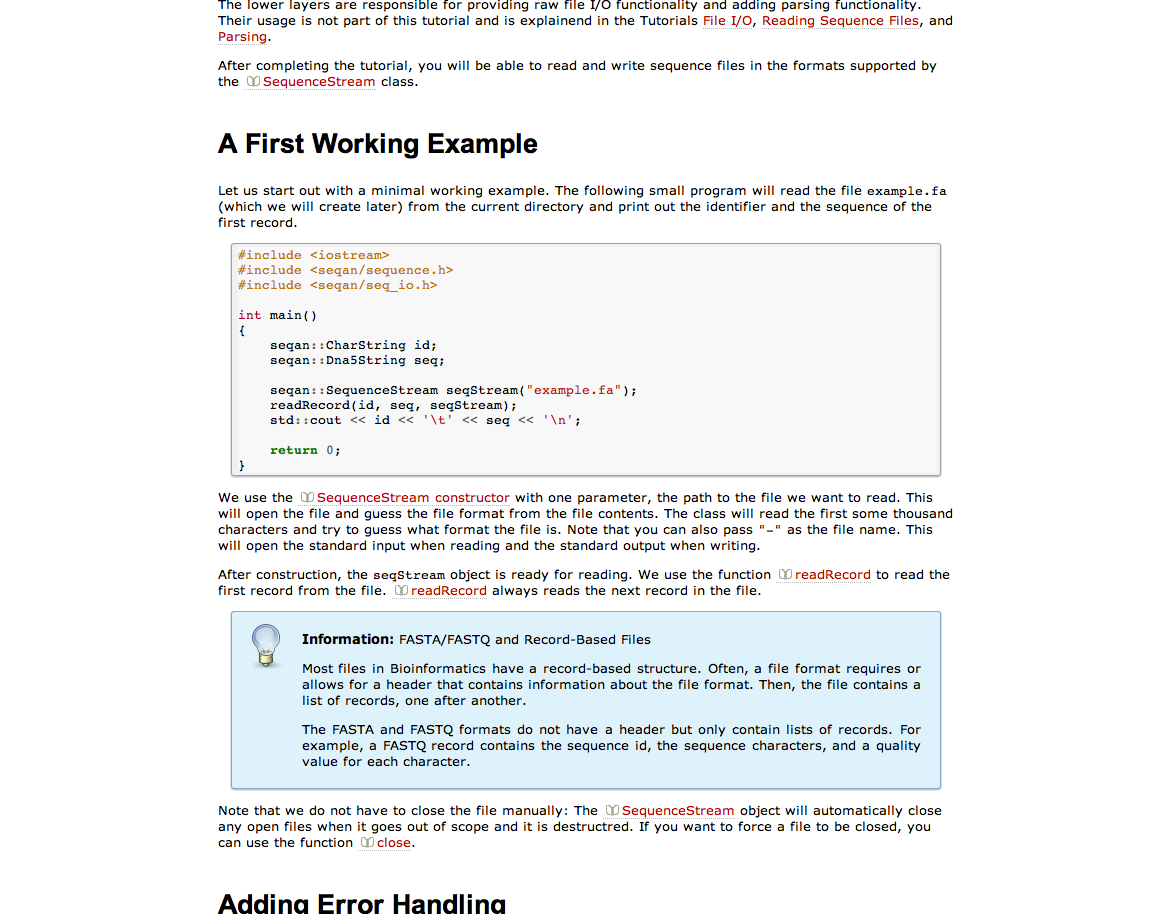 The lower layers are responsible for providing raw file I/O functionality and adding parsing functionality.
Their usage is not part of this tutorial and is explainend in the Tutorials File I/O, Reading Sequence Files, and
Parsing.
After completing the tutorial, you will be able to read and write sequence files in the formats supported by
the SequenceStream class.
A First Working Example
Let us start out with a minimal working example. The following small program will read the file example.fa
(which we will create later) from the current directory and print out the identifier and the sequence of the
first record.
#include <iostream>
#include <seqan/sequence.h>
#include <seqan/seq_io.h>
int main()
{
    seqan::CharString id;
    seqan::Dna5String seq;
    seqan::SequenceStream seqStream("example.fa");
    readRecord(id, seq, seqStream);
    std::cout << id << '\t' << seq << '\n';
    return 0;
}
We use the SequenceStream constructor with one parameter, the path to the file we want to read. This
will open the file and guess the file format from the file contents. The class will read the first some thousand
characters and try to guess what format the file is. Note that you can also pass "-" as the file name. This
will open the standard input when reading and the standard output when writing.
After construction, the seqStream object is ready for reading. We use the function readRecord to read the
first record from the file. readRecord always reads the next record in the file.
Information: FASTA/FASTQ and Record-Based Files
Most files in Bioinformatics have a record-based structure. Often, a file format requires or
allows for a header that contains information about the file format. Then, the file contains a
list of records, one after another.
The FASTA and FASTQ formats do not have a header but only contain lists of records. For
example, a FASTQ record contains the sequence id, the sequence characters, and a quality
value for each character.
Note that we do not have to close the file manually: The SequenceStream object will automatically close
any open files when it goes out of scope and it is destructred. If you want to force a file to be closed, you
can use the function close.
Adding Error Handling